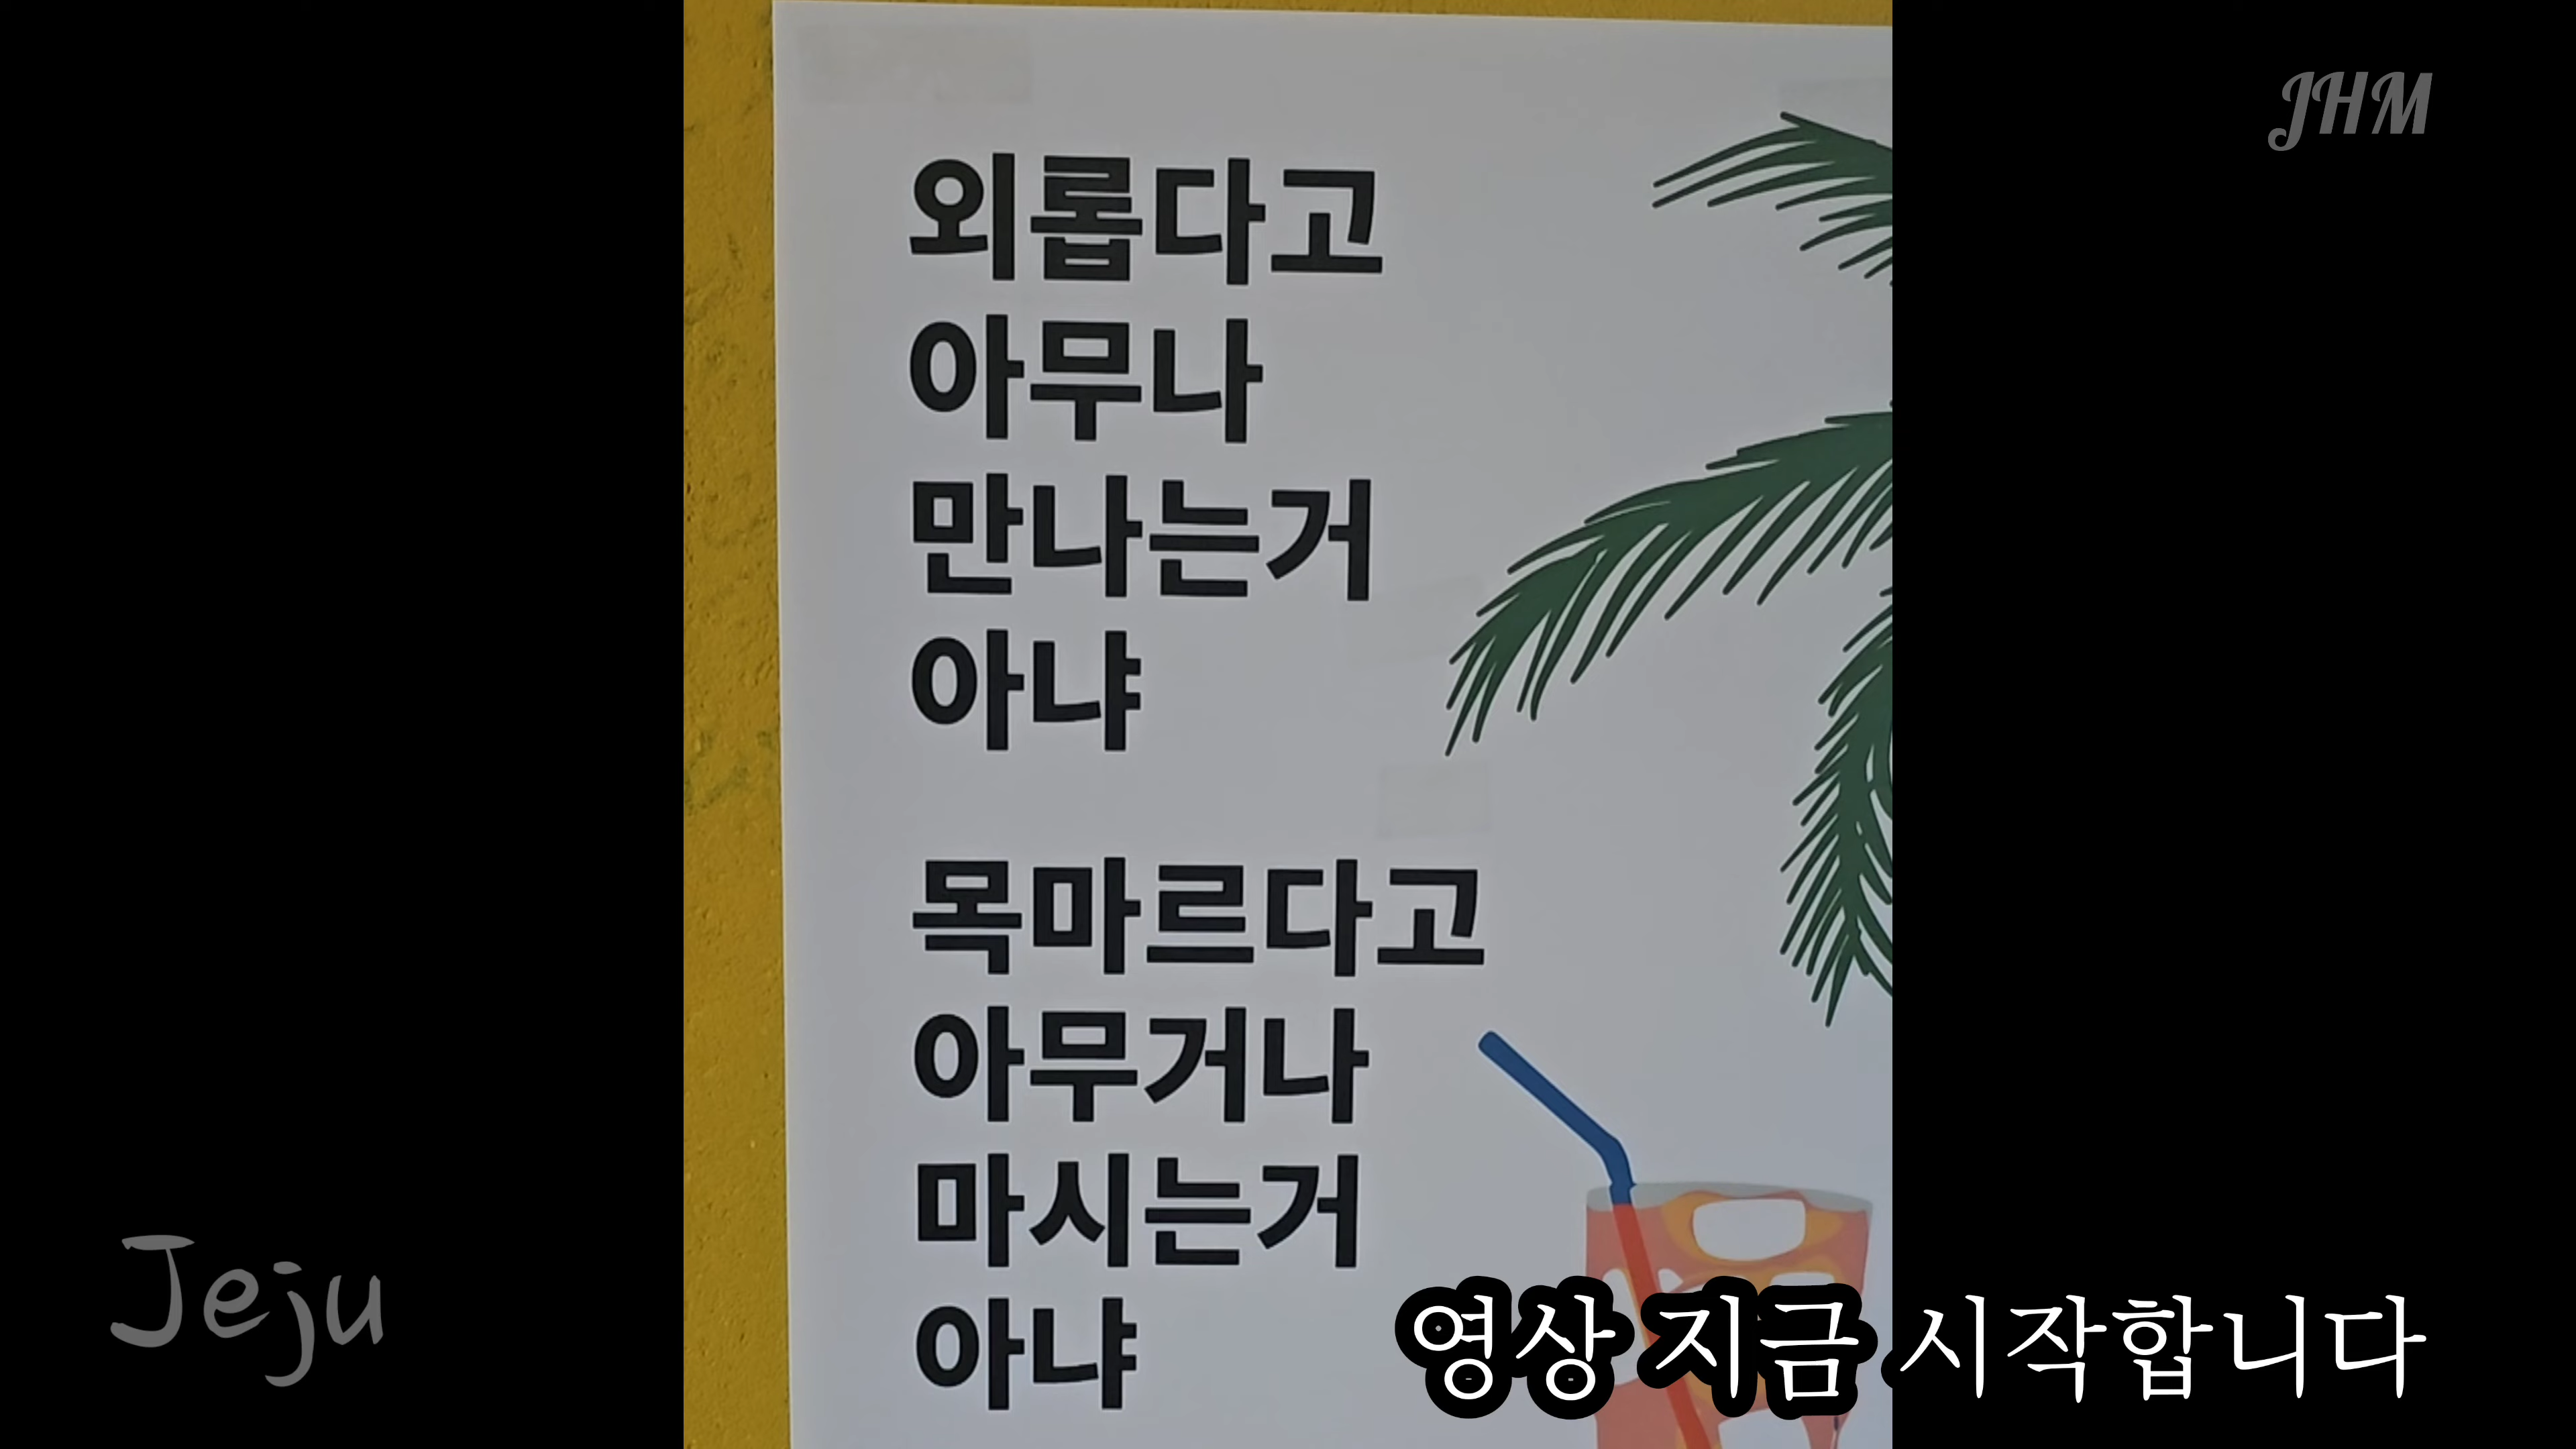 JHM
외롭다고
아무나
만나는거
아냐
목마르다고
아무거나
마시는거
아냐
Jeju
영상 지금 시작합니다